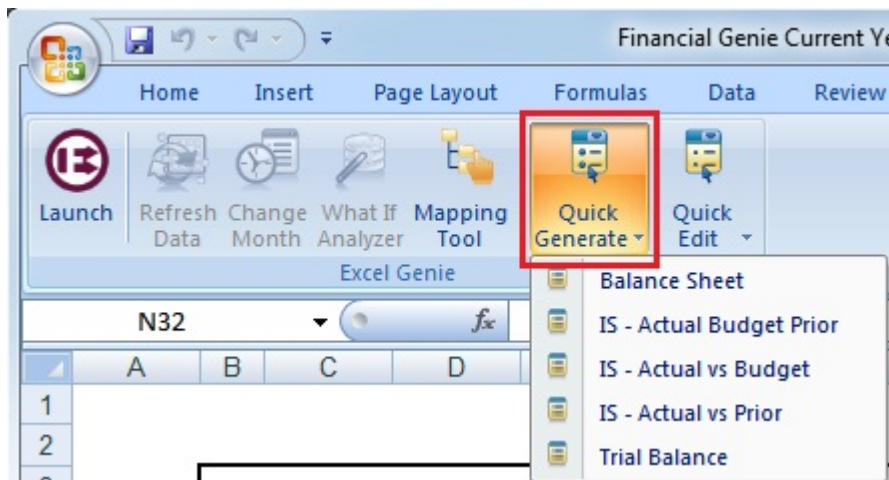 Financial Genie Current Ye
Home Insert Page Layout Formulas Data Review
Launch
Refresh Data
Change Month
What If Analyzer
Mapping Tool
Quick Generate
Quick Edit
Excel Genie
N32 fx
Balance Sheet
IS - Actual Budget Prior
IS - Actual vs Budget
IS - Actual vs Prior
Trial Balance
A B C D
1
2